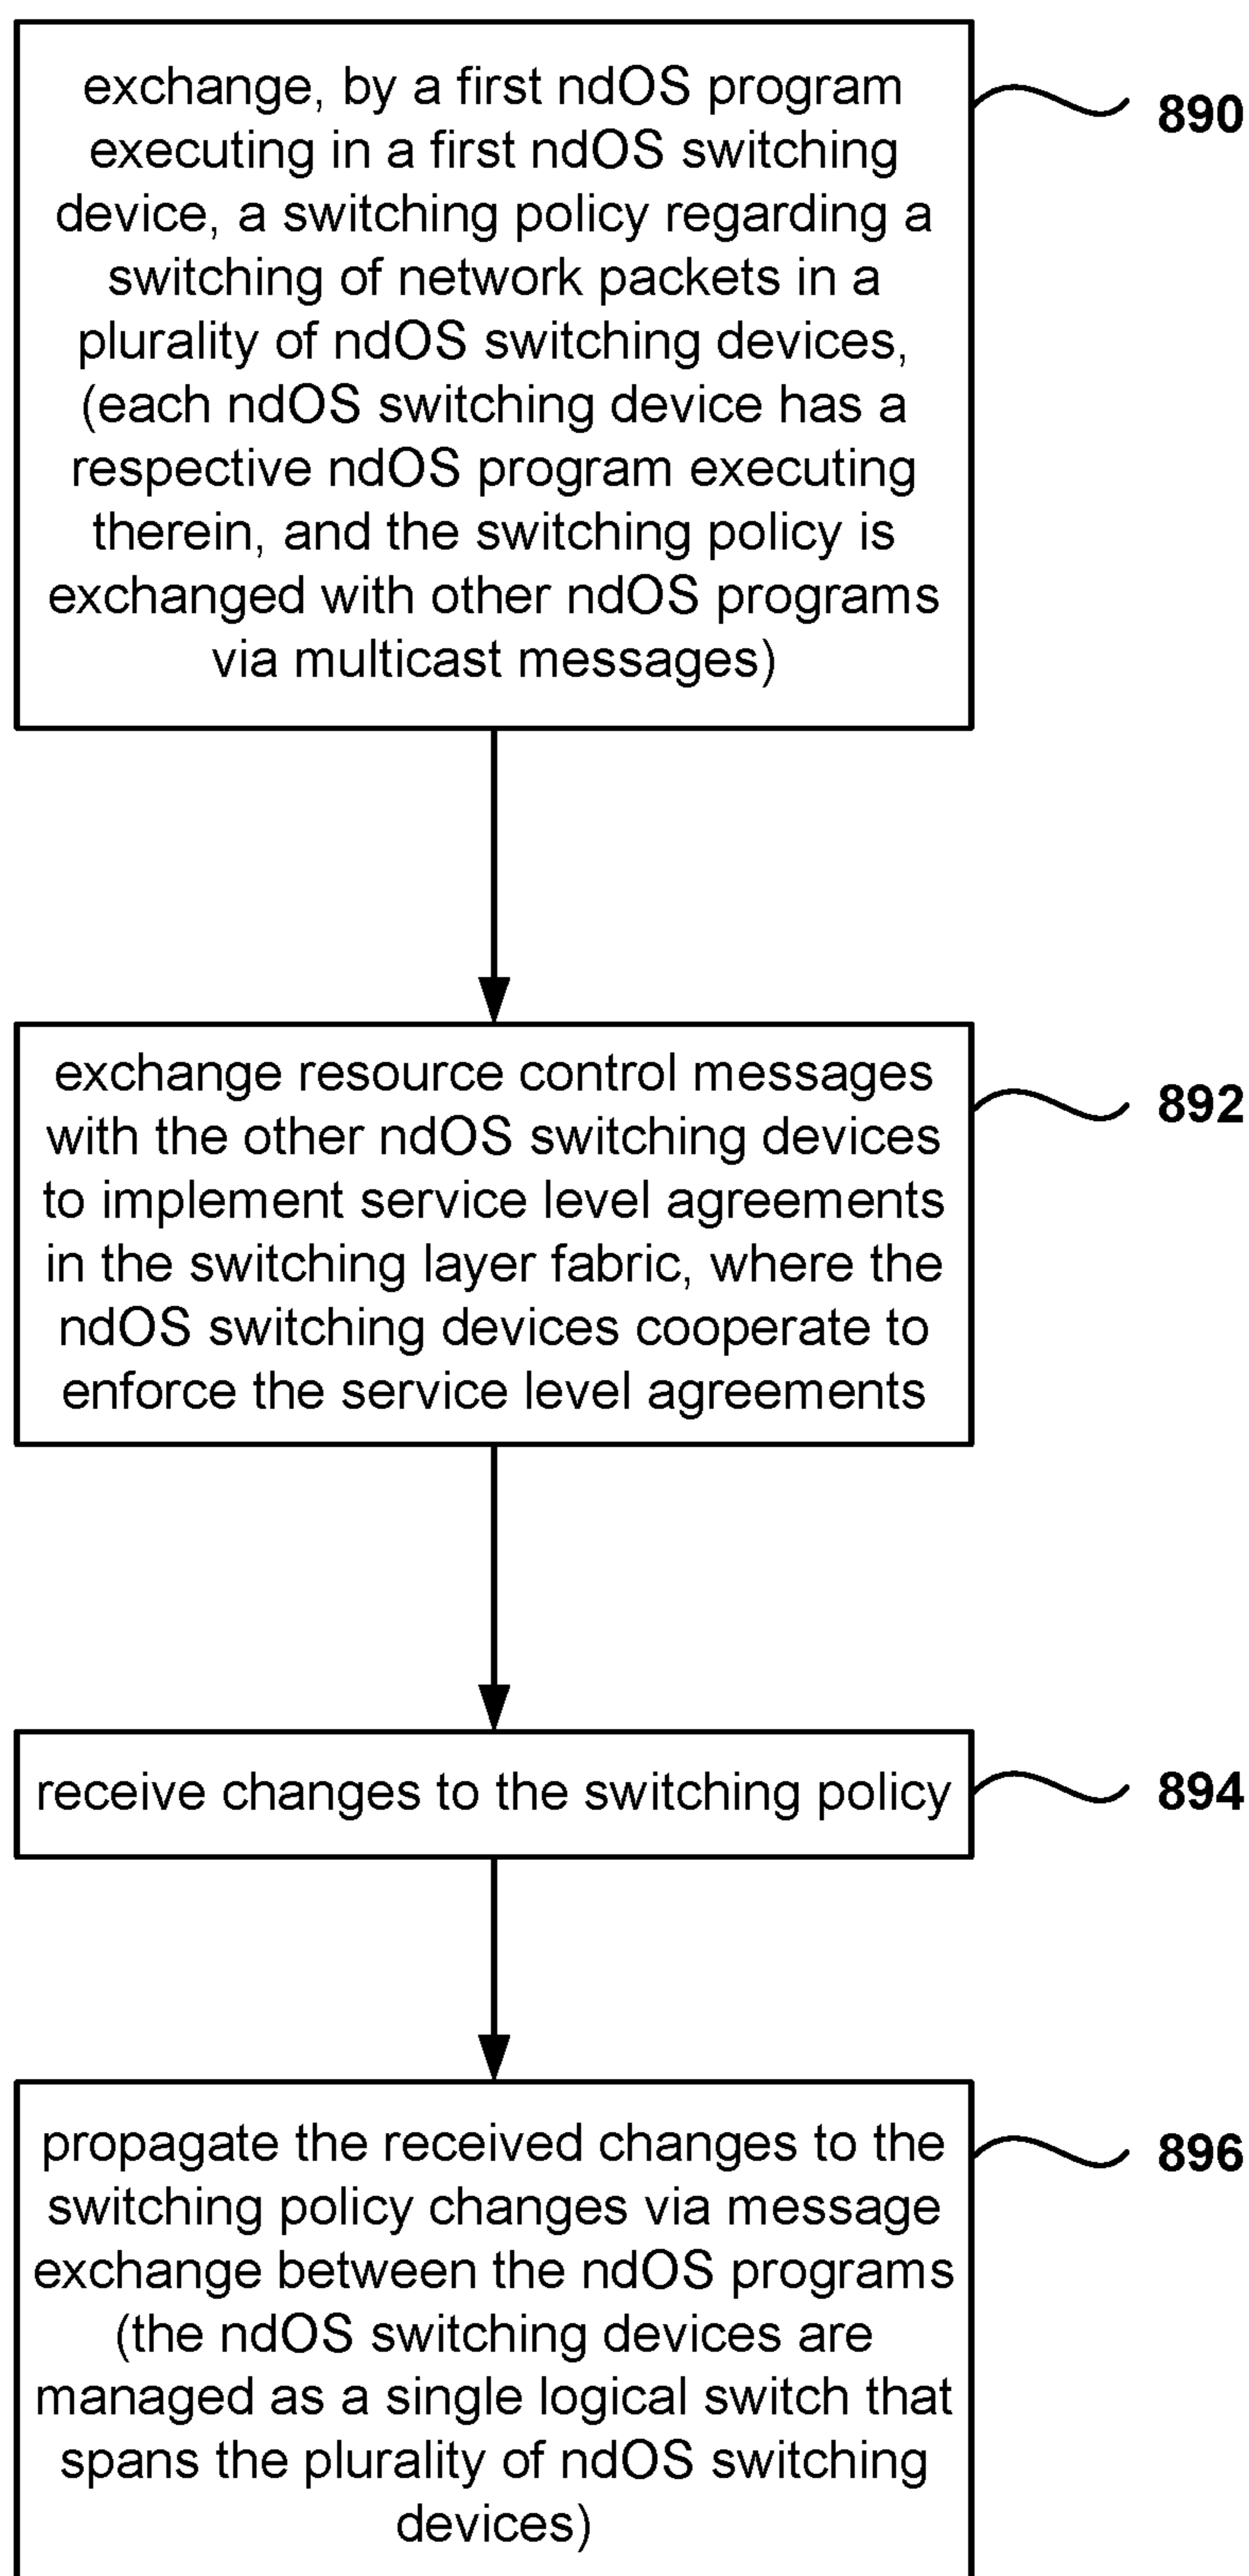 exchange, by a first ndOS program
executing in a first ndOS switching
device, a switching policy regarding a
switching of network packets in a
plurality of ndOS switching devices,
(each ndOS switching device has a
respective ndOS program executing
therein, and the switching policy is
exchanged with other ndOS programs
via multicast messages)
890
exchange resource control messages
with the other ndOS switching devices
to implement service level agreements
in the switching layer fabric, where the
ndOS switching devices cooperate to
enforce the service level agreements
892
receive changes to the switching policy
894
propagate the received changes to the
switching policy changes via message
exchange between the ndOS programs
(the ndOS switching devices are
managed as a single logical switch that
spans the plurality of ndOS switching
devices)
896